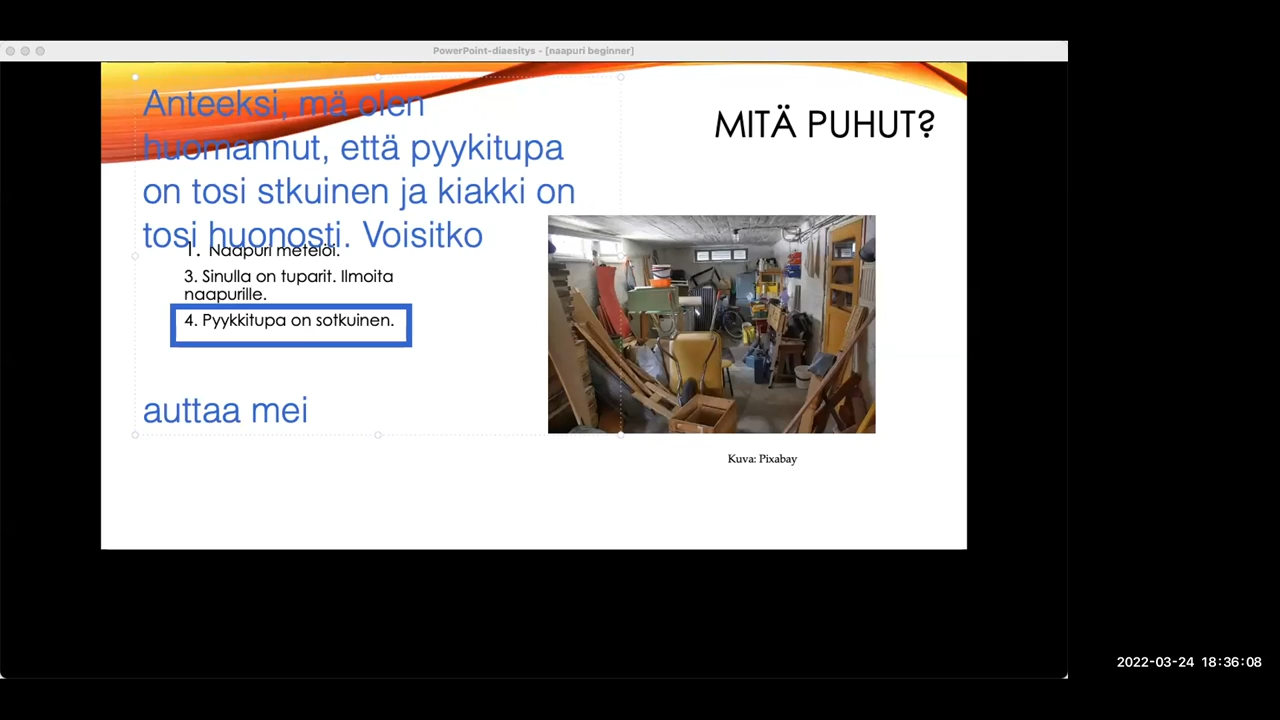 PowerPoint-diaesitys - [naapuri beginner]
Anteeksi, mä olen
huomannut, että pyykitupa
on tosi stkuinen ja kiakki on
tosi huonosti. Voisitko
auttaa mei
MITÄ PUHUT?
1. Naapuri metelöi.
3. Sinulla on tuparit. Ilmoita
naapurille.
4. Pyykkitupa on sotkuinen.
Kuva: Pixabay
2022-03-24 18:36:08